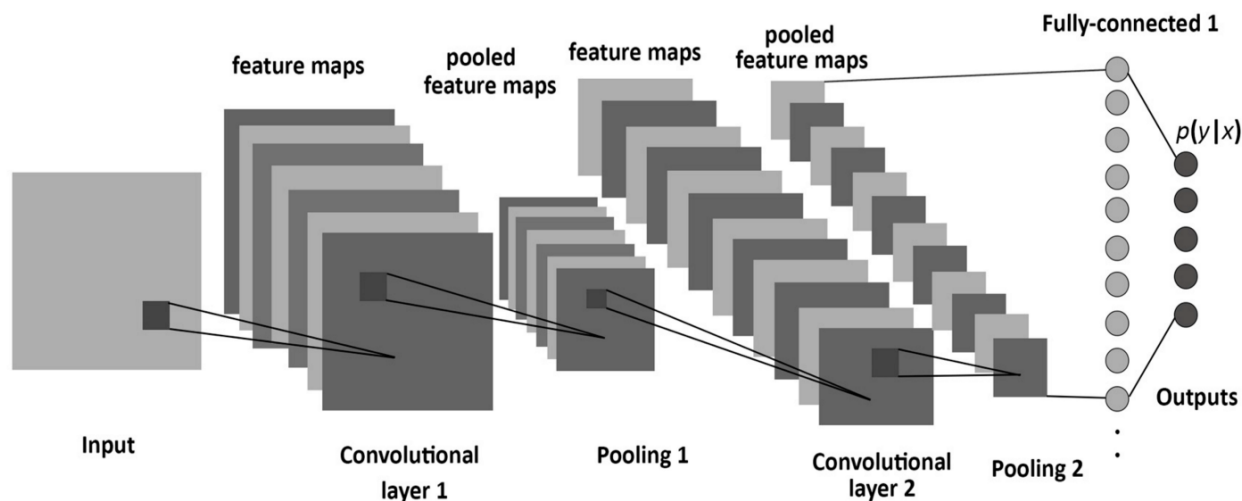 Fully-connected 1
feature maps
pooled
feature maps
feature maps
pooled
feature maps
p(y|x)
Input
Convolutional
layer 1
Pooling 1
Convolutional
layer 2
Pooling 2
Outputs